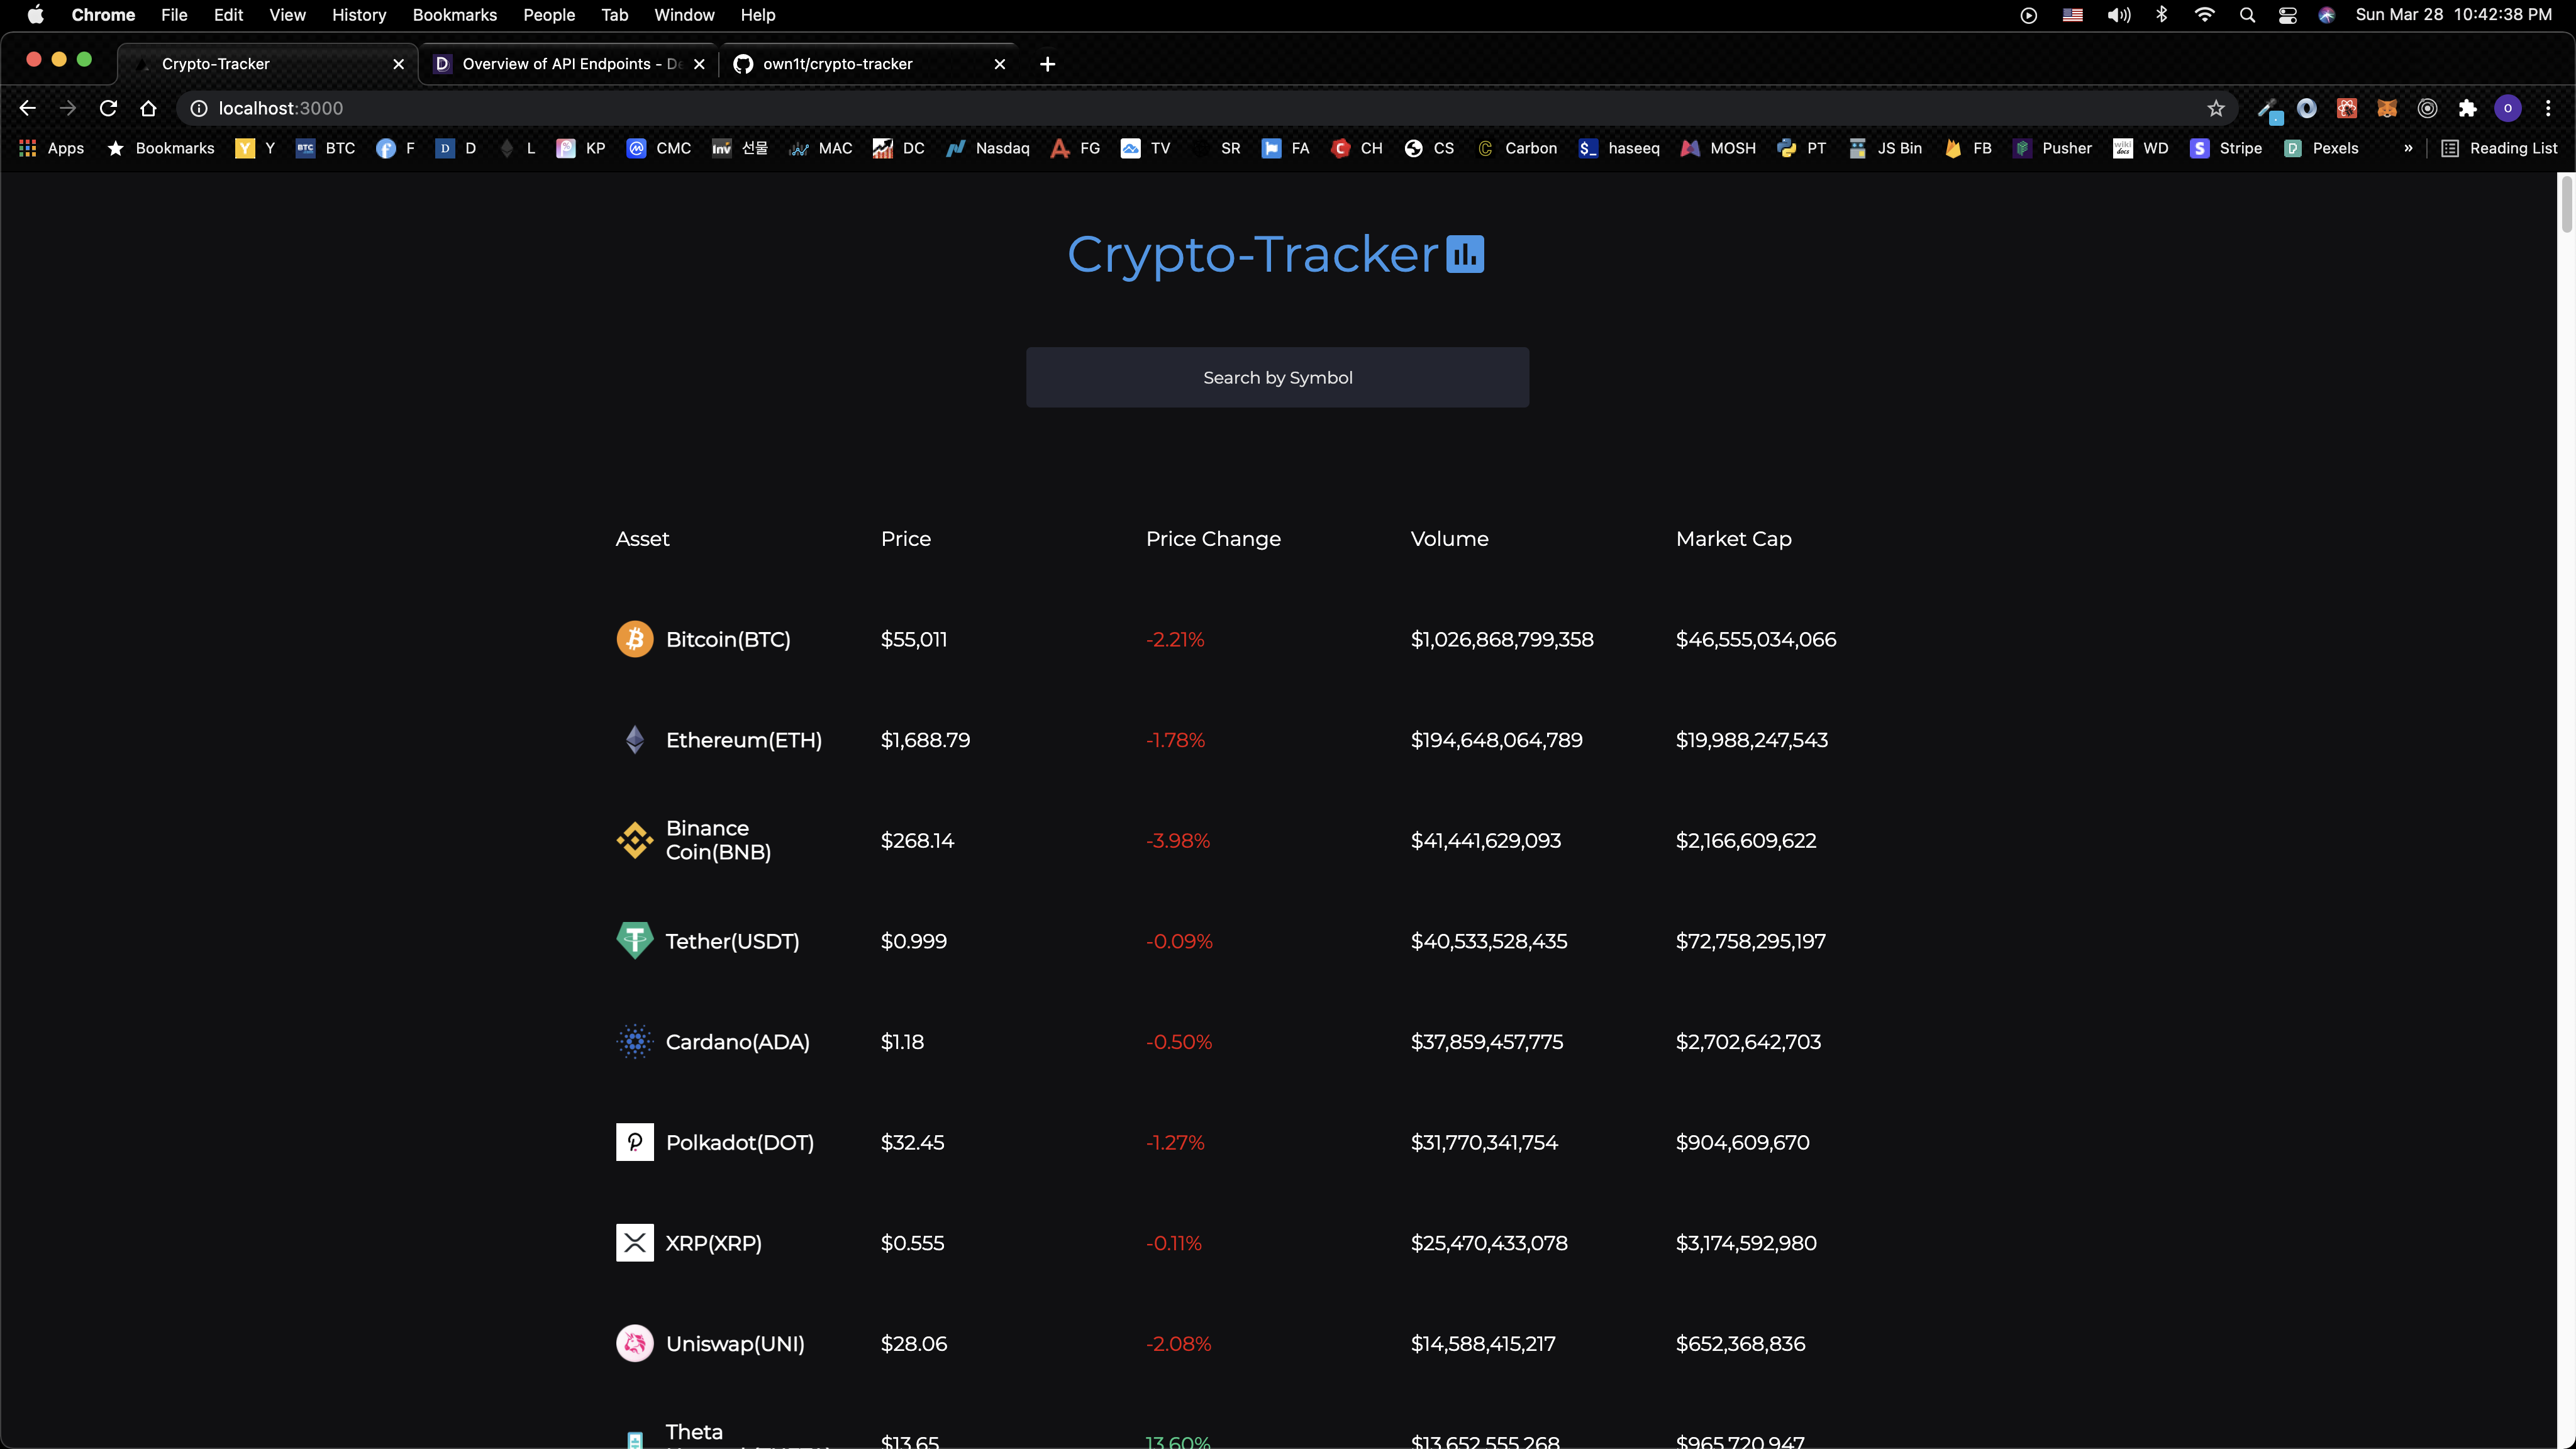 Chrome File Edit View History Bookmarks People Tab Window Help Sun Mar 28 10:42:38 PM
Crypto-Tracker D Overview of API Endpoints - De own1t/crypto-tracker
localhost:3000 o
Apps Bookmarks Y Y BTC BTC f F D D L KP CMC Inv 선물 MAC DC Nasdaq FG TV SR FA CH CS Carbon $_ haseeq MOSH PT JS Bin FB Pusher wiki docs WD S Stripe P Pexels » Reading List
Crypto-Tracker
Search by Symbol
Asset Price Price Change Volume Market Cap
Bitcoin(BTC) $55,011 -2.21% $1,026,868,799,358 $46,555,034,066
Ethereum(ETH) $1,688.79 -1.78% $194,648,064,789 $19,988,247,543
Binance
Coin(BNB) $268.14 -3.98% $41,441,629,093 $2,166,609,622
Tether(USDT) $0.999 -0.09% $40,533,528,435 $72,758,295,197
Cardano(ADA) $1.18 -0.50% $37,859,457,775 $2,702,642,703
Polkadot(DOT) $32.45 -1.27% $31,770,341,754 $904,609,670
XRP(XRP) $0.555 -0.11% $25,470,433,078 $3,174,592,980
Uniswap(UNI) $28.06 -2.08% $14,588,415,217 $652,368,836
Theta
$13.65 13.60% $13,652,555,268 $965,720,947